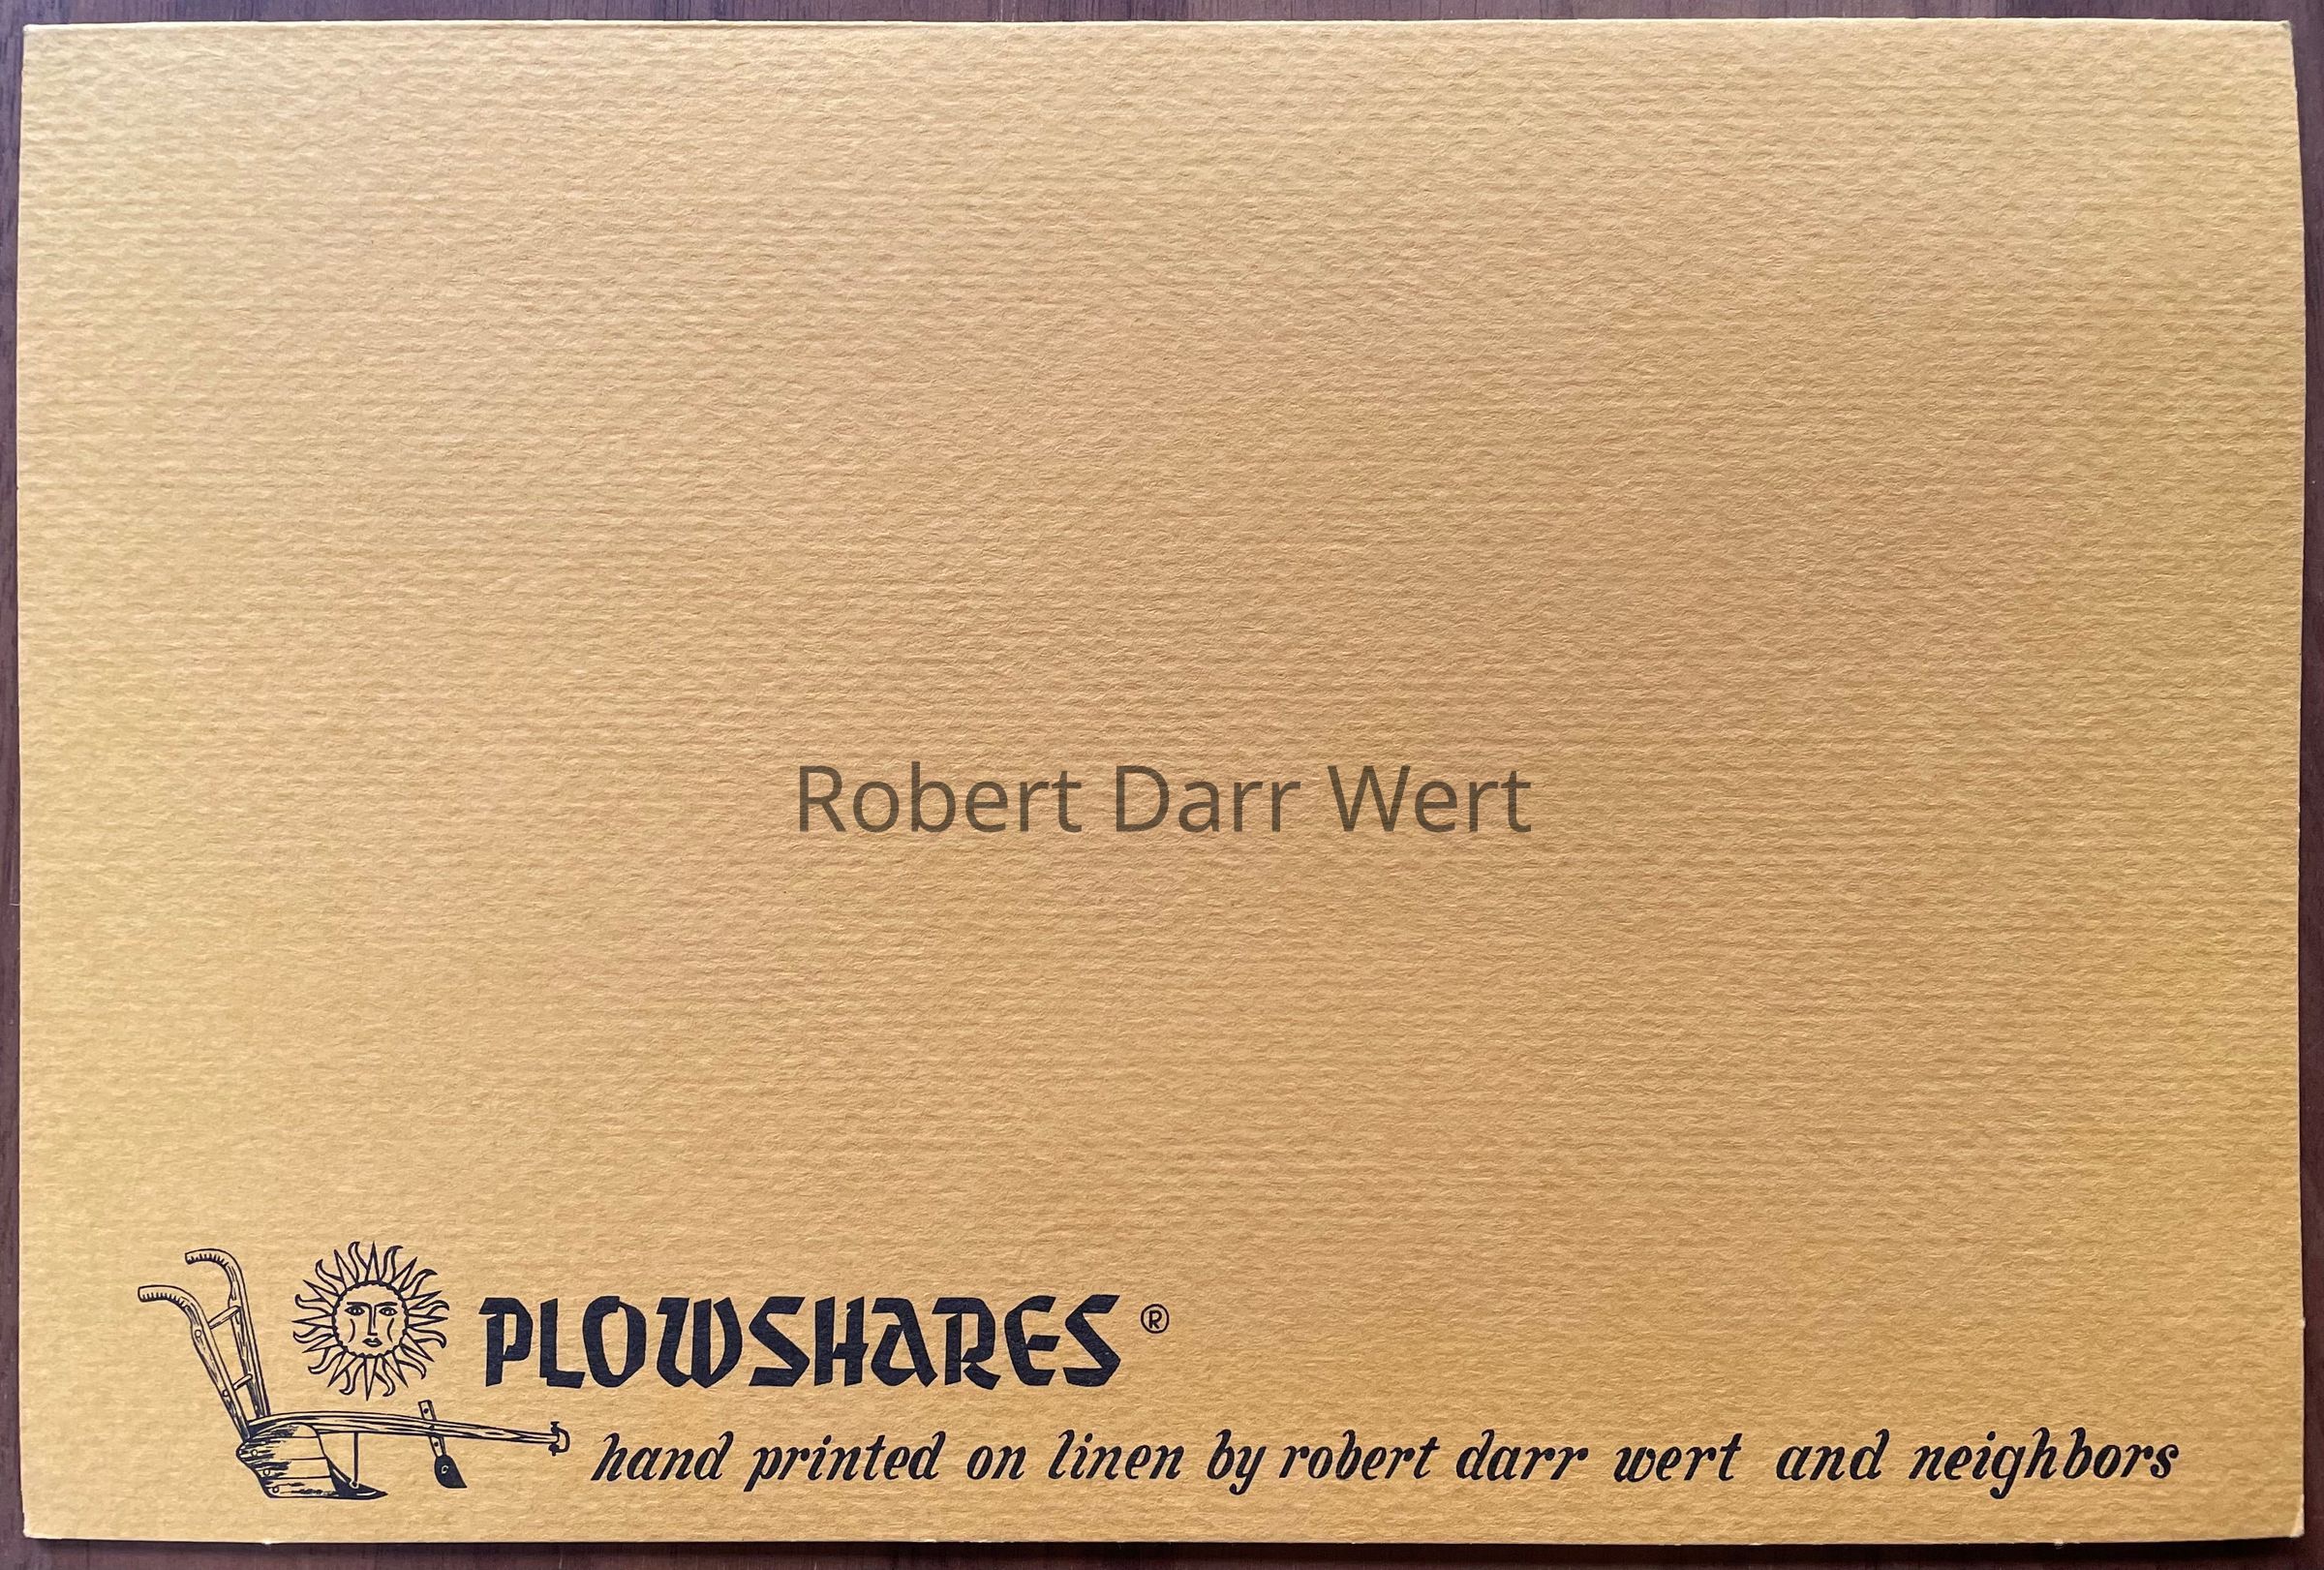 Robert Darr Wert
PLOWSHARES ®
hand printed on linen by robert darr wert and neighbors